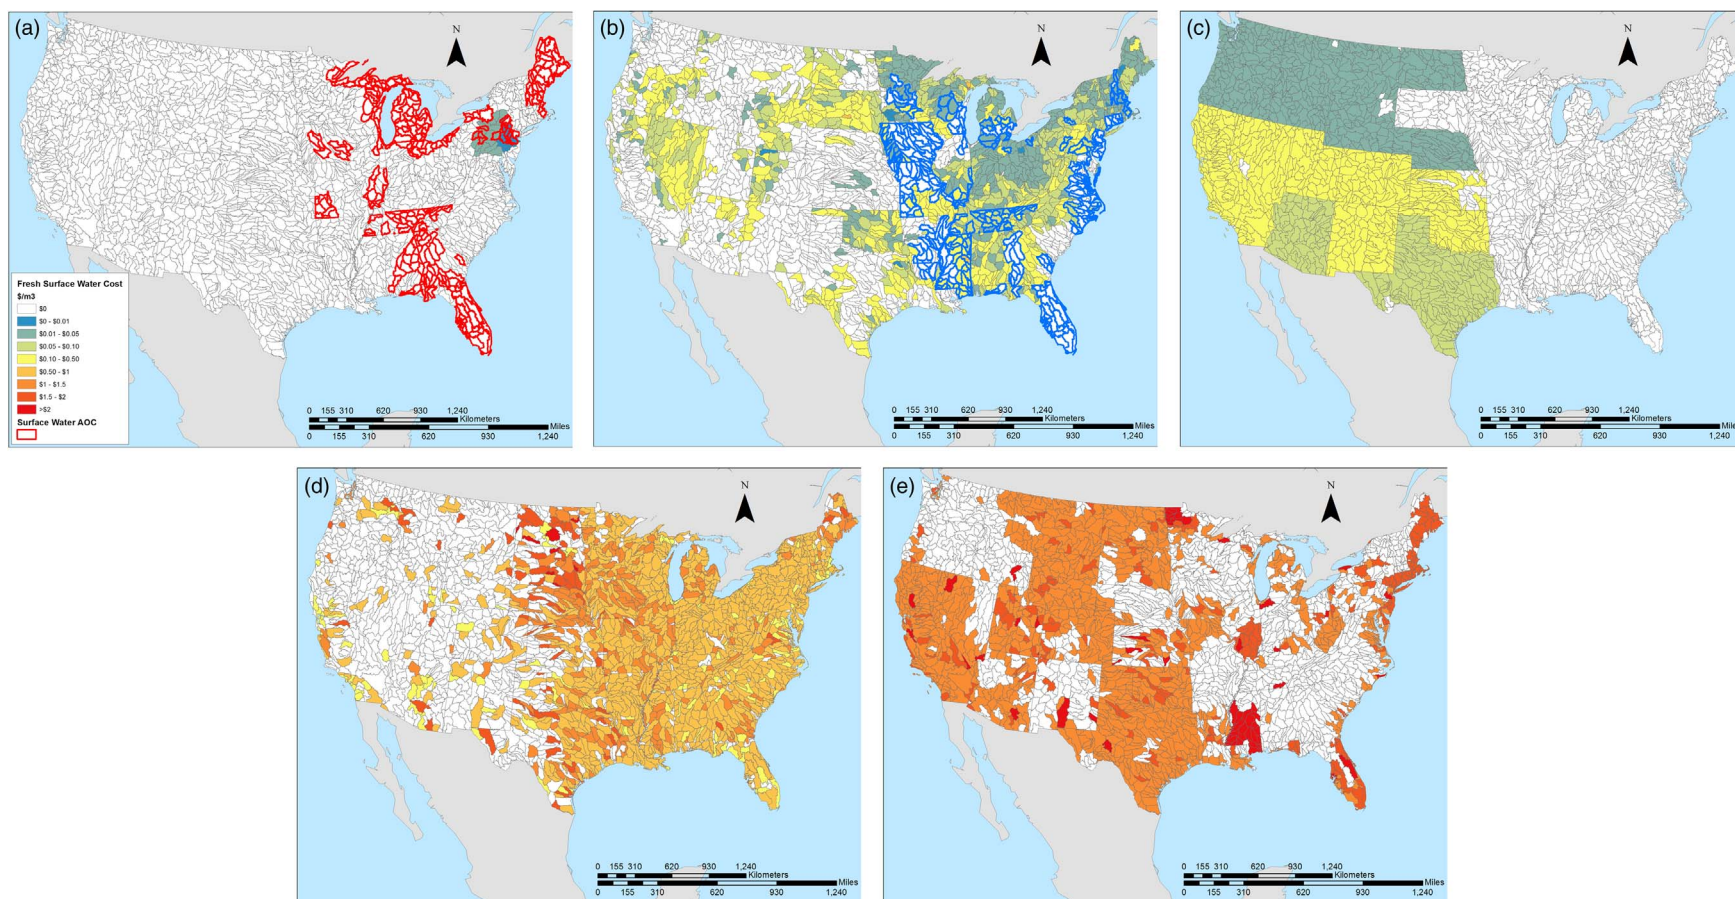 (a)
N
Fresh Surface Water Cost
$/m3
$0
$0 - $0.01
$0.01 - $0.05
$0.05 - $0.10
$0.10 - $0.50
$0.50 - $1
$1 - $1.5
$1.5 - $2
>$2
Surface Water AOC
0 155 310 620 930 1,240
Kilometers
Miles
0 155 310 620 930 1,240
(b)
N
0 155 310 620 930 1,240
Kilometers
Miles
0 155 310 620 930 1,240
(c)
N
0 155 310 620 930 1,240
Kilometers
0 155 310 620 930 1,240
(d)
N
0 155 310 620 930 1,240
Kilometers
Miles
0 155 310 620 930 1,240
(e)
N
0 155 310 620 930 1,240
Kilometers
Miles
0 155 310 620 930 1,240